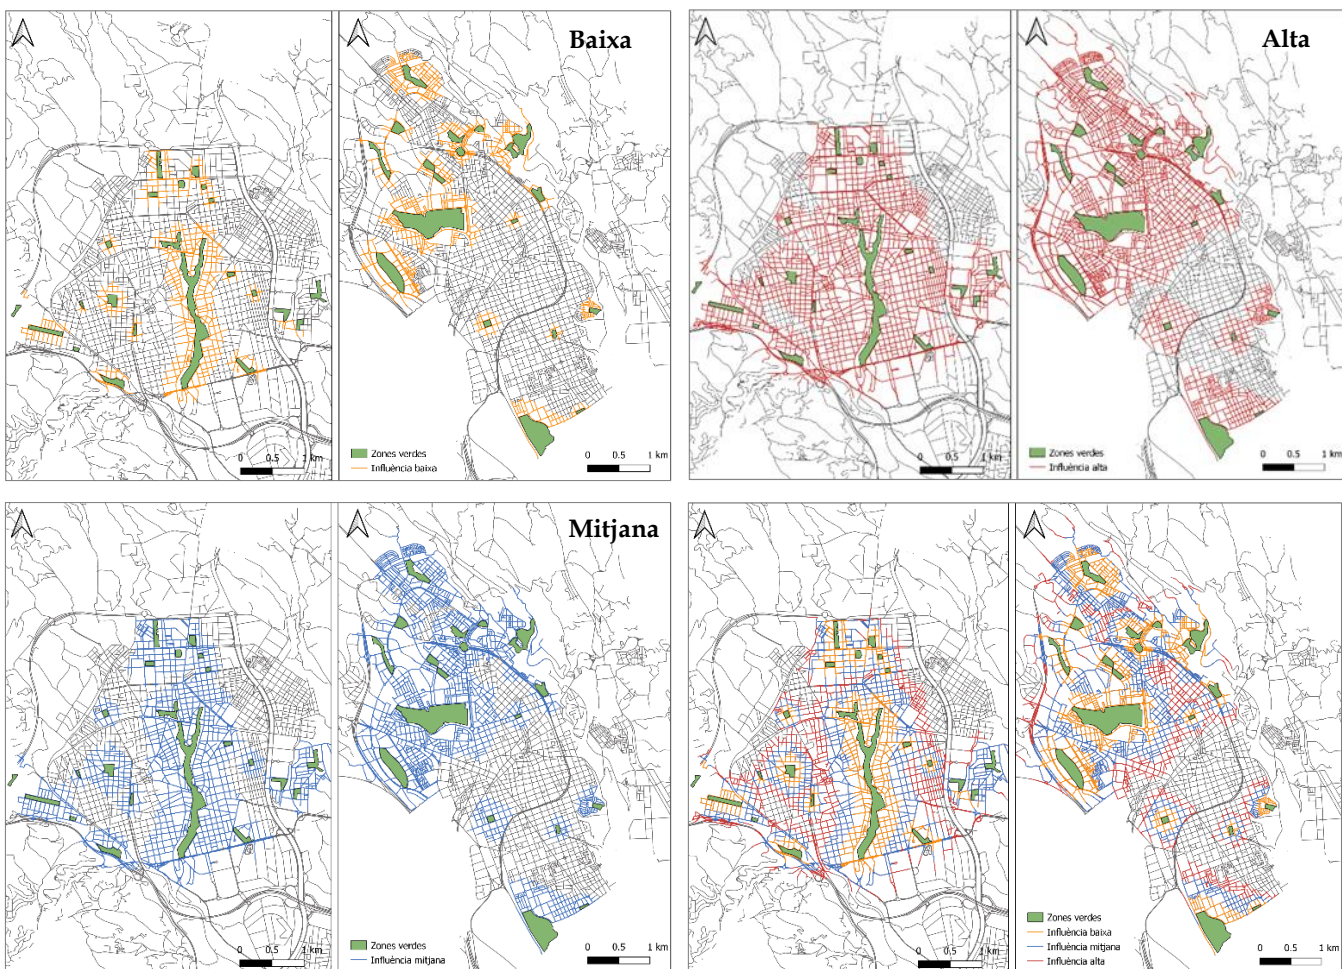 Baixa
0 0.5 1 km
Zones verdes
Influència baixa
0 0.5 1 km
Alta
0 0.5 1 km
Zones verdes
Influència alta
0 0.5 1 km
Mitjana
0 0.5 1 km
Zones verdes
Influència mitjana
0 0.5 1 km
0 0.5 1 km
Zones verdes
Influència baixa
Influència mitjana
Influència alta
0 0.5 1 km